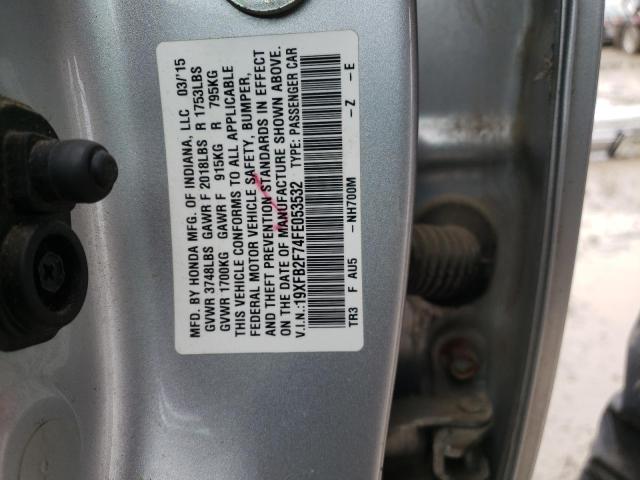 MFD. BY HONDA MFG. OF INDIANA, LLC 03/'15
GVWR 3748LBS GAWR F 2018LBS R 1753LBS
GVWR 1700KG GAWR F 915KG R 795KG
THIS VEHICLE CONFORMS TO ALL APPLICABLE
FEDERAL MOTOR VEHICLE SAFETY, BUMPER,
AND THEFT PREVENTION STANDARDS IN EFFECT
ON THE DATE OF MANUFACTURE SHOWN ABOVE.
V.I.N.:19XFB2F74FE053532 TYPE: PASSENGER CAR
TR3 F AU5 –NH700M –Z –E